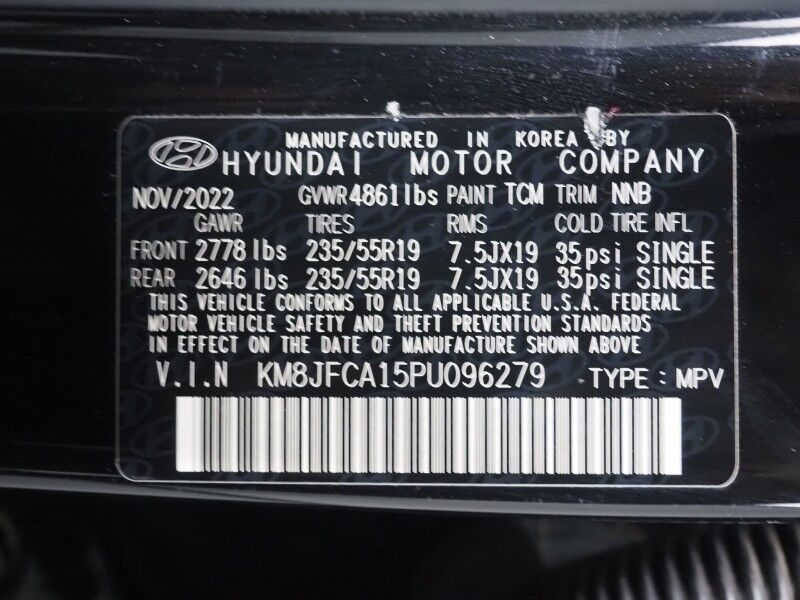 MANUFACTURED IN KOREA BY
HYUNDAI MOTOR COMPANY
NOV/2022 GVWR 4861lbs PAINT TCM TRIM NNB
GAWR TIRES RIMS COLD TIRE INFL
FRONT 2778 lbs 235/55R19 7.5JX19 35psi SINGLE
REAR 2646 lbs 235/55R19 7.5JX19 35psi SINGLE
THIS VEHICLE CONFORMS TO ALL APPLICABLE U.S.A. FEDERAL
MOTOR VEHICLE SAFETY AND THEFT PREVENTION STANDARDS
IN EFFECT ON THE DATE OF MANUFACTURE SHOWN ABOVE
V.I.N KM8JFCA15PU096279 TYPE : MPV